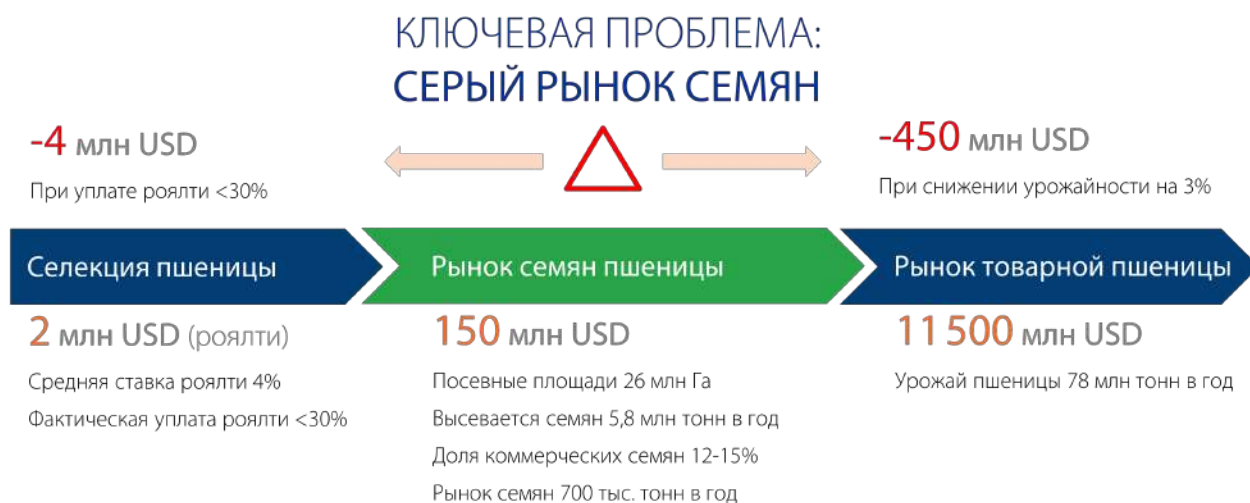 КЛЮЧЕВАЯ ПРОБЛЕМА:
СЕРЫЙ РЫНОК СЕМЯН
-4 млн USD
При уплате роялти <30%
-450 млн USD
При снижении урожайности на 3%
Селекция пшеницы
Рынок семян пшеницы
Рынок товарной пшеницы
2 млн USD (роялти)
Средняя ставка роялти 4%
Фактическая уплата роялти <30%
150 млн USD
Посевные площади 26 млн Га
Высевается семян 5,8 млн тонн в год
Доля коммерческих семян 12-15%
Рынок семян 700 тыс. тонн в год
11 500 млн USD
Урожай пшеницы 78 млн тонн в год